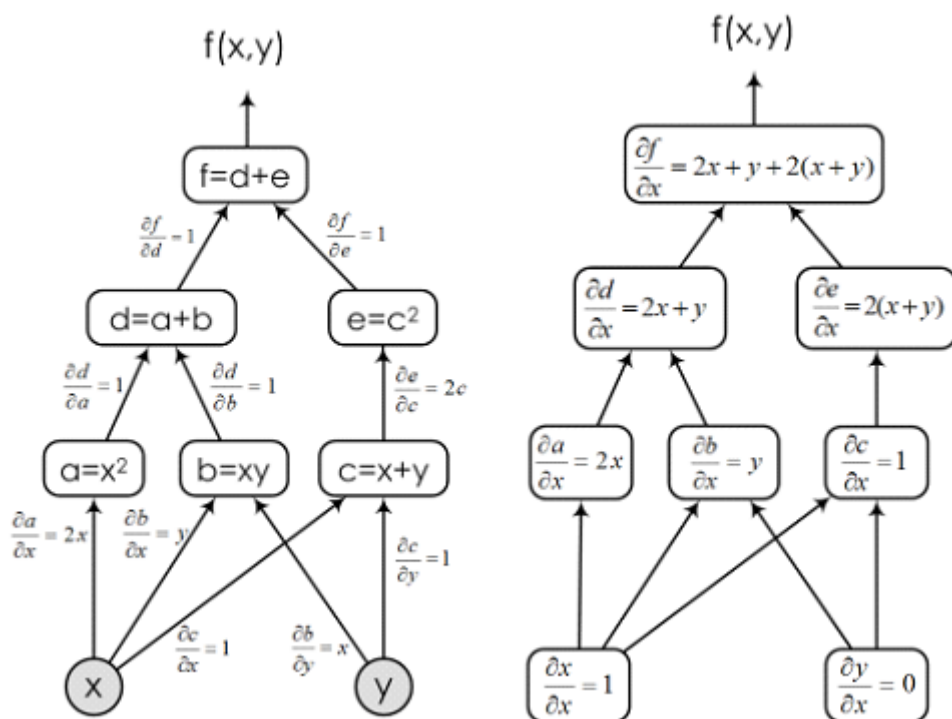 f(x,y)
f=d+e
∂f/∂d=1
∂f/∂e=1
d=a+b
e=c²
∂d/∂a=1
∂d/∂b=1
∂e/∂c=2c
a=x²
b=xy
c=x+y
∂a/∂x=2x
∂b/∂x=y
∂c/∂y=1
∂c/∂x=1
∂b/∂y=x
x
y
f(x,y)
∂f/∂x=2x+y+2(x+y)
∂d/∂x=2x+y
∂e/∂x=2(x+y)
∂a/∂x=2x
∂b/∂x=y
∂c/∂x=1
∂x/∂x=1
∂y/∂x=0